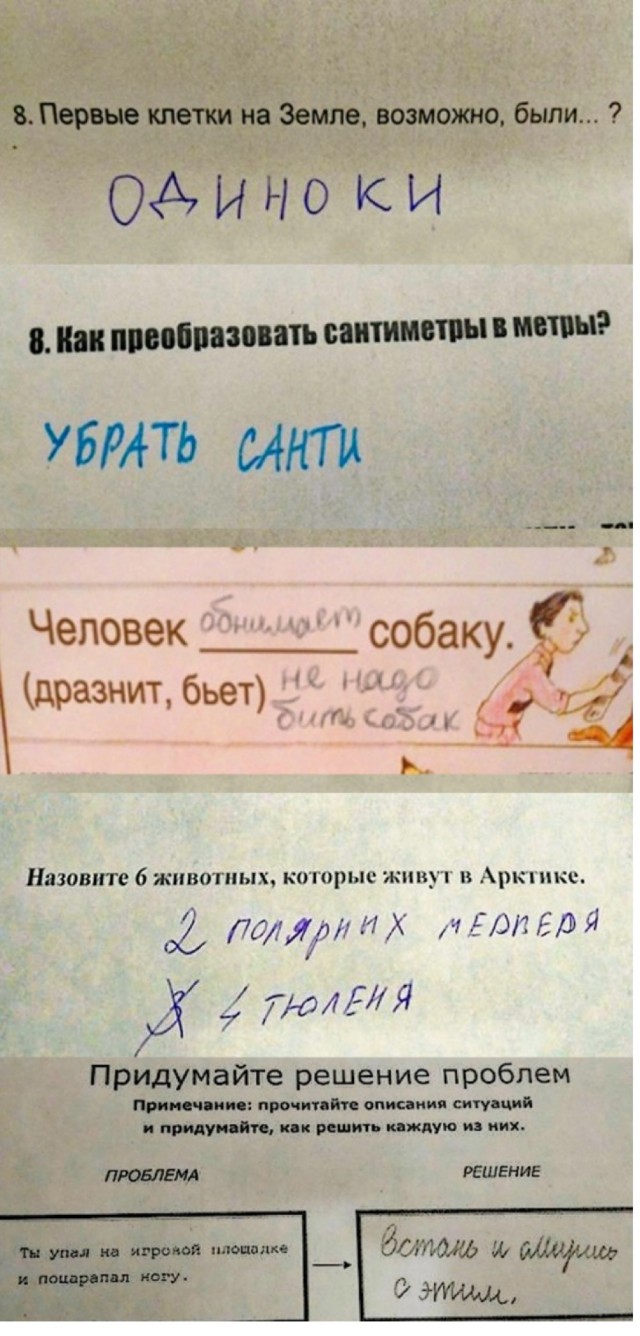 8. Первые клетки на Земле, возможно, были... ?
ОДИНОКИ
8. Как преобразовать сантиметры в метры?
УБРАТЬ САНТИ
Человек обнимает собаку.
(дразнит, бьет) не надо
бить собак
Назовите 6 животных, которые живут в Арктике.
2 ПОЛЯРНЫХ МЕДВЕДЯ
3 4 ТЮЛЕНЯ
Придумайте решение проблем
Примечание: прочитайте описания ситуаций
и придумайте, как решить каждую из них.
ПРОБЛЕМА РЕШЕНИЕ
Ты упал на игровой площадке
и поцарапал ногу.
Встань и смирись
с этим.